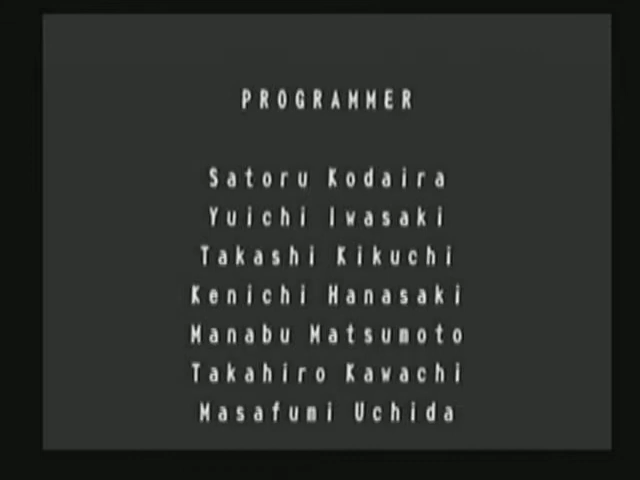 PROGRAMMER
Satoru Kodaira
Yuichi Iwasaki
Takashi Kikuchi
Kenichi Hanasaki
Manabu Matsumoto
Takahiro Kawachi
Masafumi Uchida